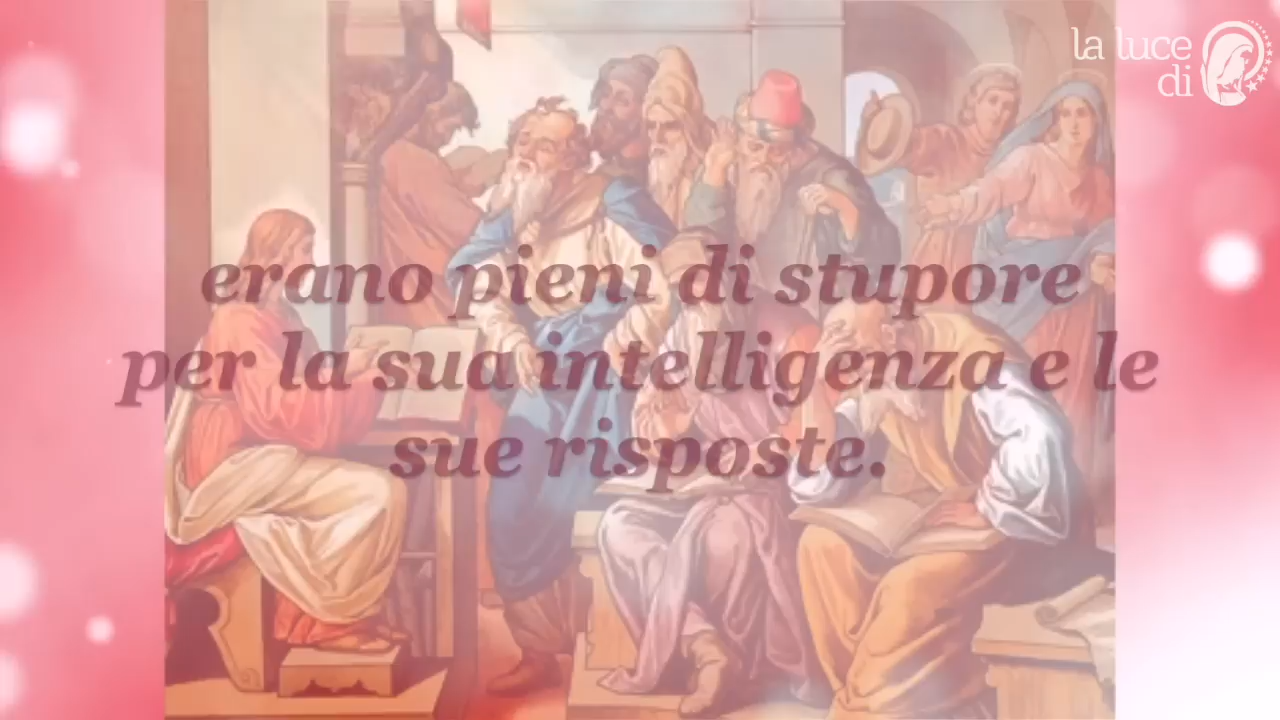 la luce
di
erano pieni di stupore
per la sua intelligenza e le
sue risposte.